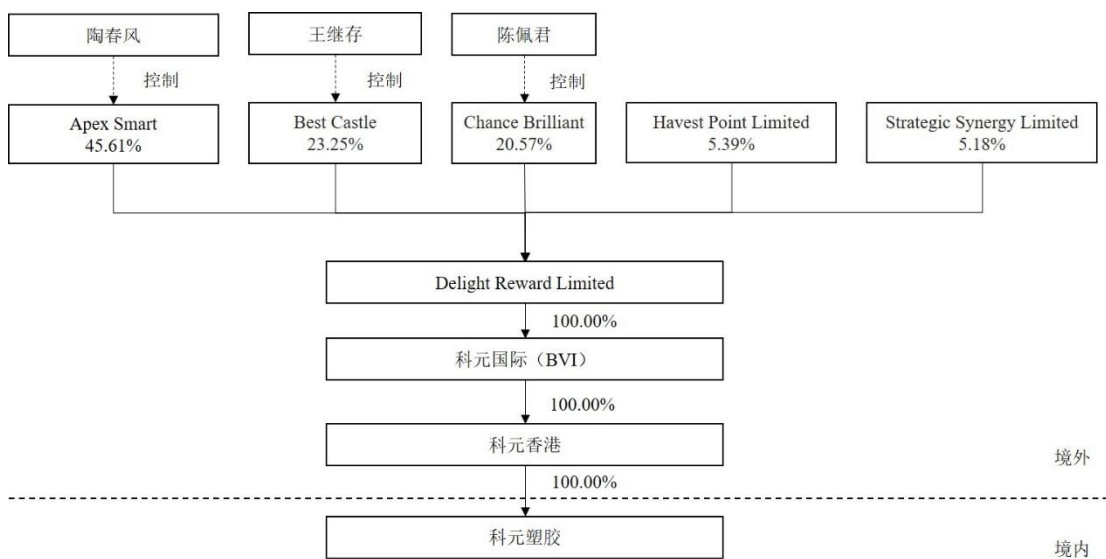 陶春风
王继存
陈佩君
控制
控制
控制
Apex Smart
45.61%
Best Castle
23.25%
Chance Brilliant
20.57%
Havest Point Limited
5.39%
Strategic Synergy Limited
5.18%
Delight Reward Limited
100.00%
科元国际（BVI）
100.00%
科元香港
境外
100.00%
科元塑胶
境内